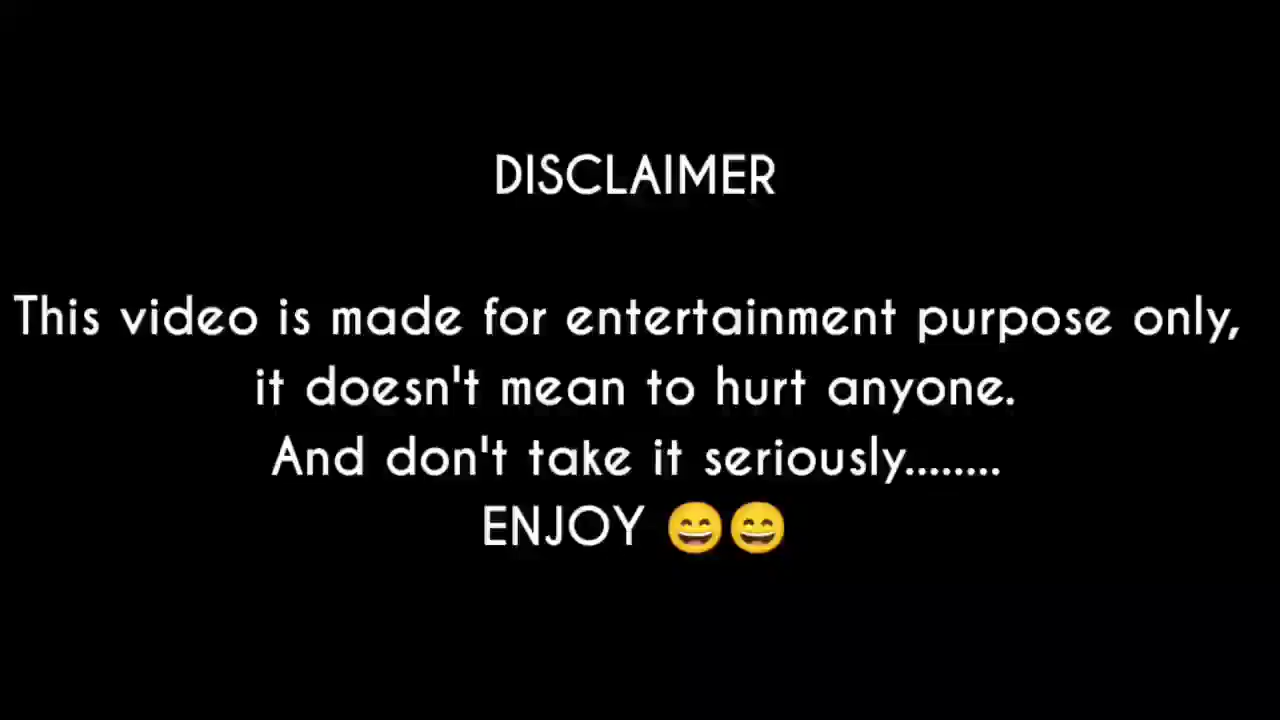 DISCLAIMER
This video is made for entertainment purpose only,
it doesn't mean to hurt anyone.
And don't take it seriously........
ENJOY 😄😄